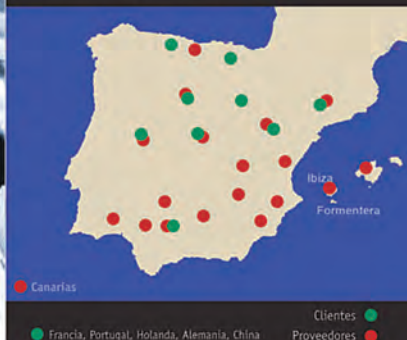 Ibiza
Formentera
Canarias
Clientes
Francia, Portugal, Holanda, Alemania, China
Proveedores